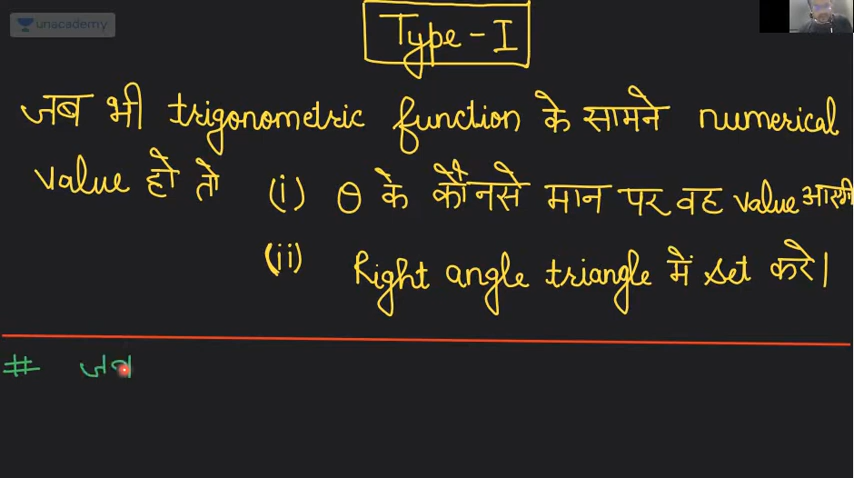 unacademy
Type - I
जब भी trigonometric function के सामने numerical
value हो तो (i) θ के कौनसे मान पर वह value आएगी
(ii) Right angle triangle में set करे।
# जब